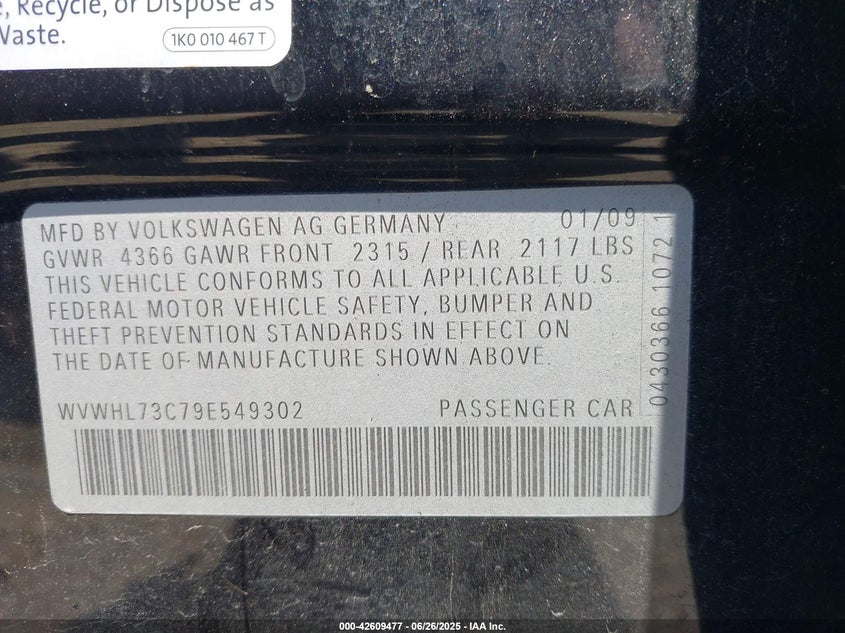 , Recycle, or Dispose as
Waste.
1K0 010 467 T
MFD BY VOLKSWAGEN AG GERMANY 01/09
GVWR 4366 GAWR FRONT 2315 / REAR 2117 LBS
THIS VEHICLE CONFORMS TO ALL APPLICABLE U.S.
FEDERAL MOTOR VEHICLE SAFETY, BUMPER AND
THEFT PREVENTION STANDARDS IN EFFECT ON
THE DATE OF MANUFACTURE SHOWN ABOVE.
WVWHL73C79E549302 PASSENGER CAR
0430366 1072 1
000-42609477 - 06/26/2025 - IAA Inc.